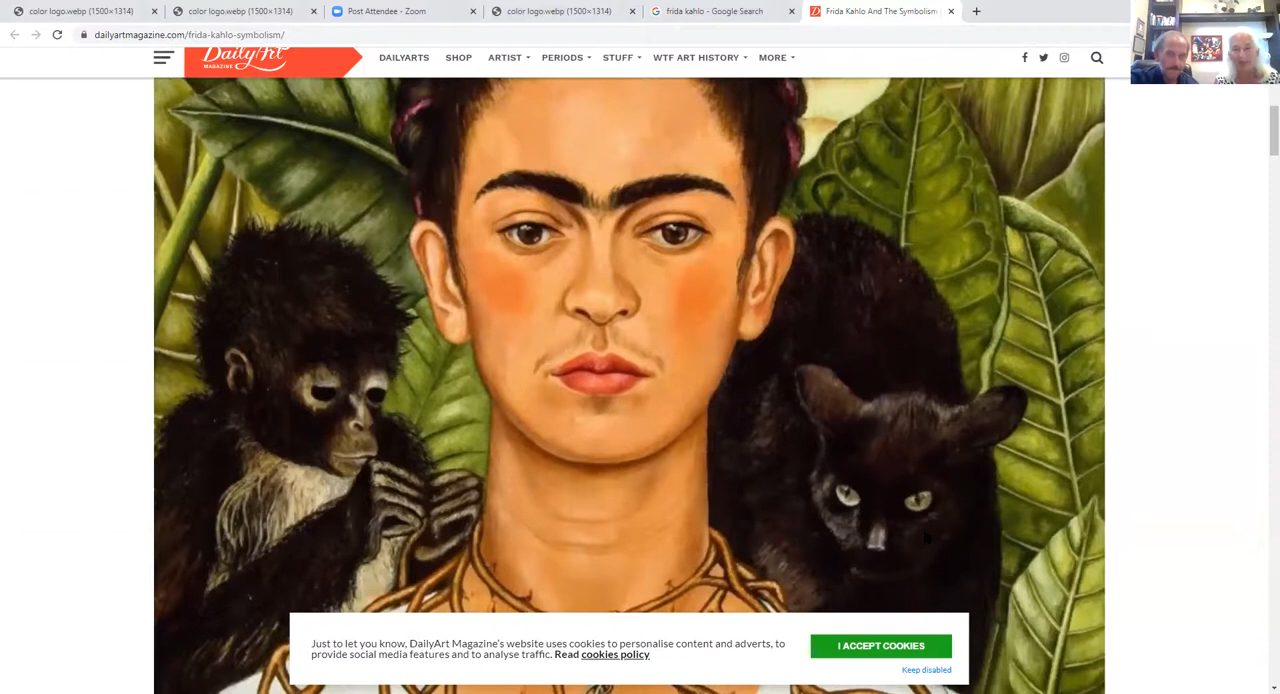 color logo.webp (1500×1314)
color logo.webp (1500×1314)
Post Attendee - Zoom
color logo.webp (1500×1314)
frida kahlo - Google Search
Frida Kahlo And The Symbolism
dailyartmagazine.com/frida-kahlo-symbolism/
DailyArt
MAGAZINE
DAILYARTS
SHOP
ARTIST
PERIODS
STUFF
WTF ART HISTORY
MORE
Just to let you know, DailyArt Magazine's website uses cookies to personalise content and adverts, to
provide social media features and to analyse traffic. Read cookies policy
I ACCEPT COOKIES
Keep disabled